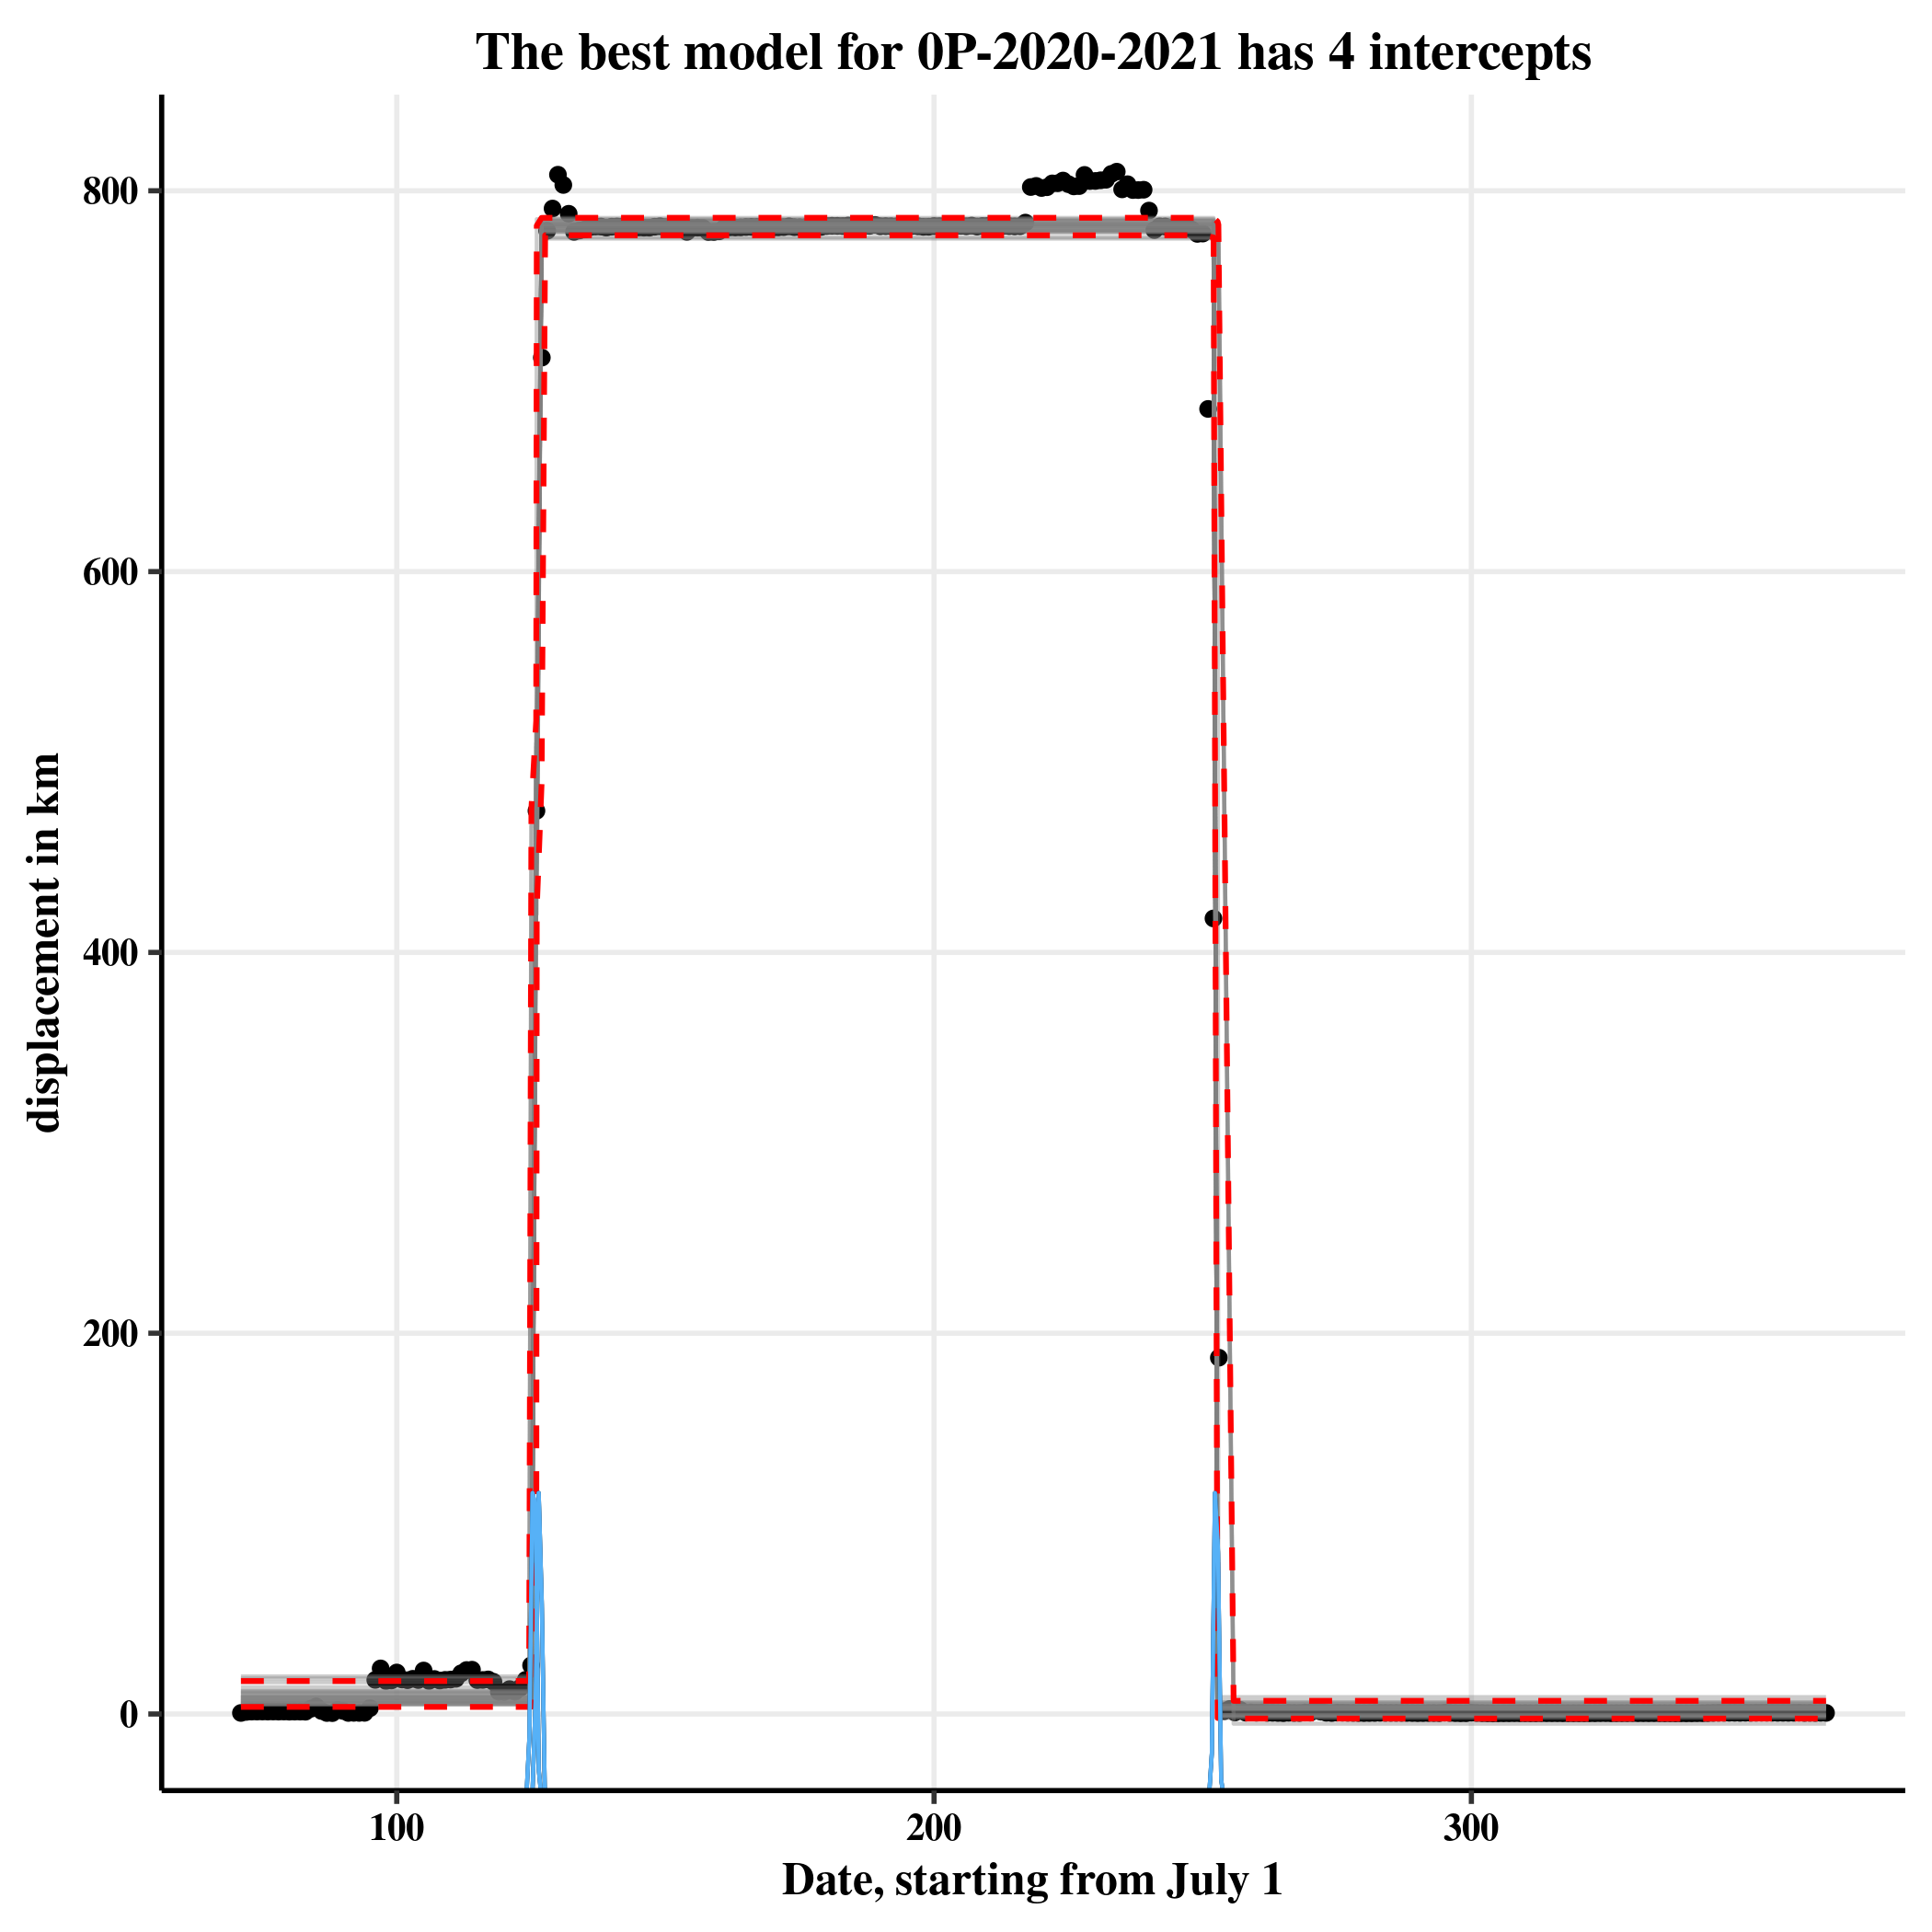 The best model for 0P-2020-2021 has 4 intercepts
displacement in km
800
600
400
200
0
100
200
300
Date, starting from July 1